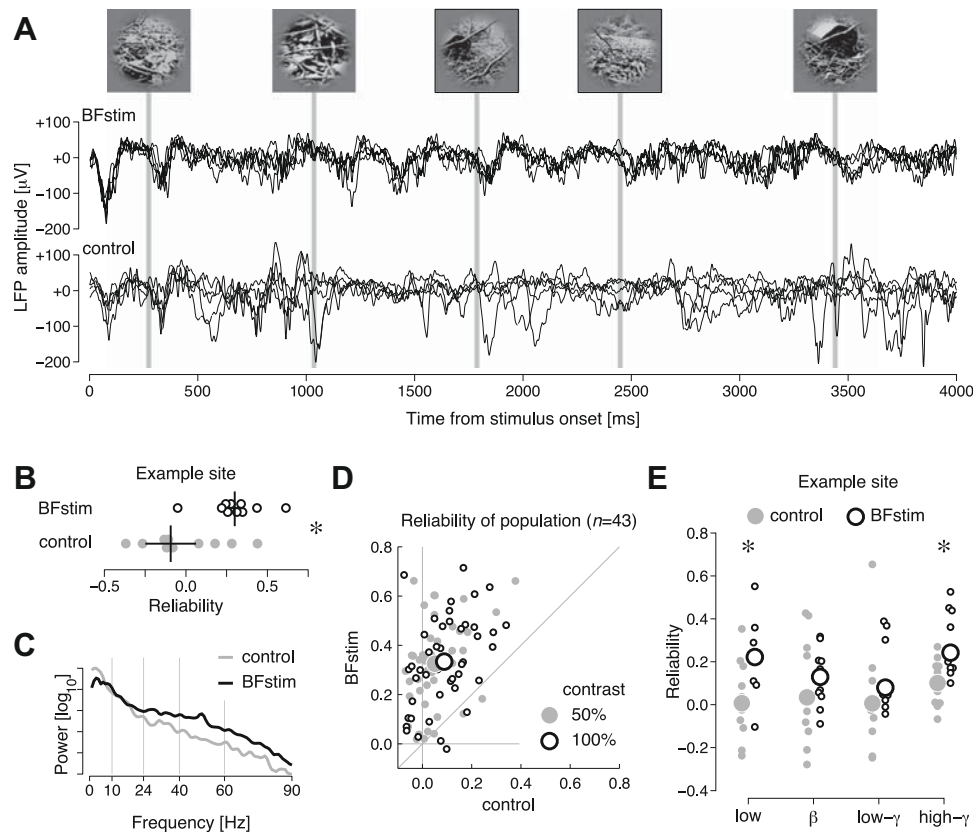 A
BFstim
+100
+0
−100
−200
control
+100
+0
−100
−200
LFP amplitude [μV]
0 500 1000 1500 2000 2500 3000 3500 4000
Time from stimulus onset [ms]
B
Example site
BFstim
control
*
−0.5 0.0 0.5
Reliability
C
control
BFstim
Power [log10]
0 10 24 40 60 90
Frequency [Hz]
D
Reliability of population (n=43)
0.8
0.6
0.4
0.2
0.0
BFstim
contrast
50%
100%
0.0 0.2 0.4 0.6 0.8
control
E
Example site
control BFstim
* *
0.8
0.6
0.4
0.2
0.0
−0.2
−0.4
Reliability
low β low-γ high-γ